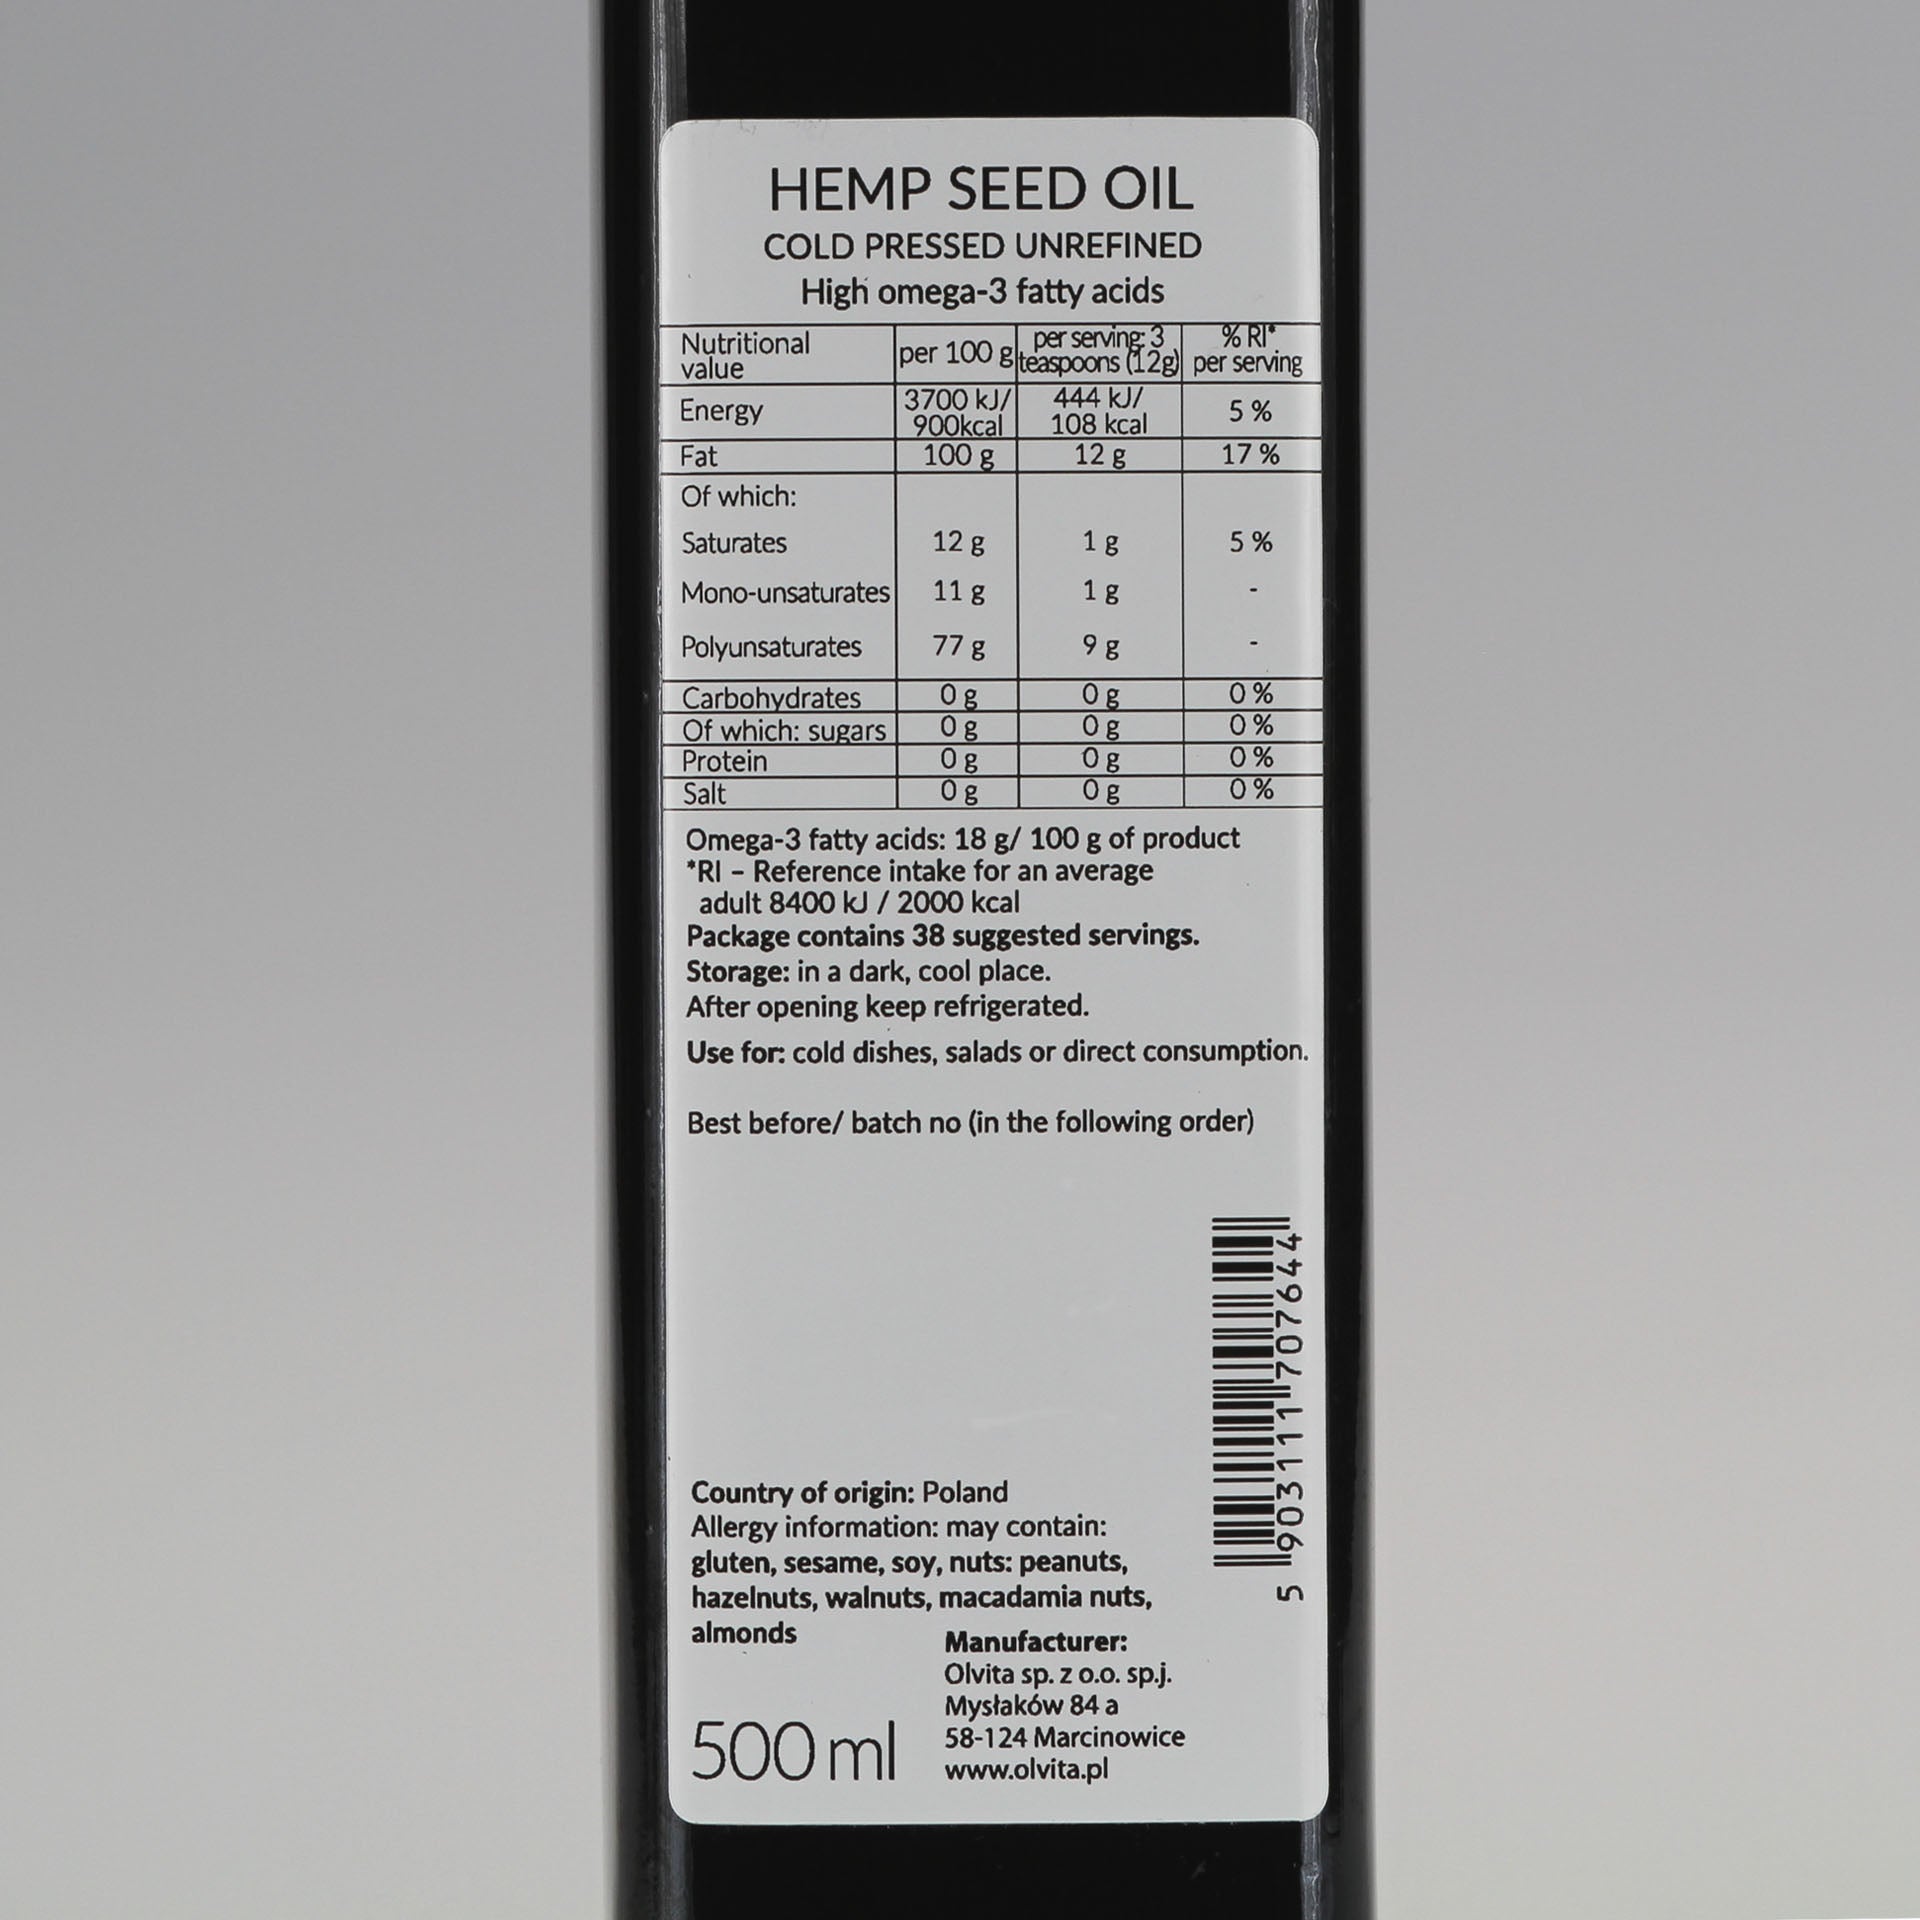 HEMP SEED OIL
COLD PRESSED UNREFINED
High omega-3 fatty acids
Nutritional value per 100 g per serving: 3 teaspoons (12g) % RI* per serving
Energy 3700 kJ/ 900kcal 444 kJ/ 108 kcal 5 %
Fat 100 g 12 g 17 %
Of which:
Saturates 12 g 1 g 5 %
Mono-unsaturates 11 g 1 g -
Polyunsaturates 77 g 9 g -
Carbohydrates 0 g 0 g 0 %
Of which: sugars 0 g 0 g 0 %
Protein 0 g 0 g 0 %
Salt 0 g 0 g 0 %
Omega-3 fatty acids: 18 g/ 100 g of product
*RI – Reference intake for an average
adult 8400 kJ / 2000 kcal
Package contains 38 suggested servings.
Storage: in a dark, cool place.
After opening keep refrigerated.
Use for: cold dishes, salads or direct consumption.
Best before/ batch no (in the following order)
5 903111 707644
Country of origin: Poland
Allergy information: may contain:
gluten, sesame, soy, nuts: peanuts,
hazelnuts, walnuts, macadamia nuts,
almonds
Manufacturer:
Olvita sp. z o.o. sp.j.
Mysłaków 84 a
58-124 Marcinowice
www.olvita.pl
500 ml